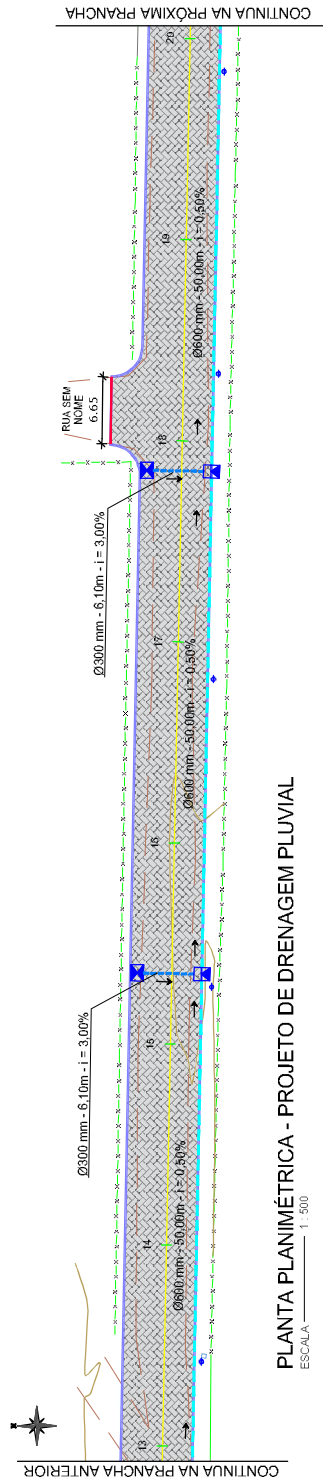 CONTINUA NA PRANCHA ANTERIOR
13
14
15
16
17
18
19
20
Ø600 mm - 50,00m - i = 0,50%
Ø300 mm - 6,10m - i = 3,00%
Ø600 mm - 50,00m - i = 0,50%
Ø300 mm - 6,10m - i = 3,00%
RUA SEM
NOME
6.65
Ø600 mm - 50,00m - i = 0,50%
CONTINUA NA PRÓXIMA PRANCHA
PLANTA PLANIMÉTRICA - PROJETO DE DRENAGEM PLUVIAL
ESCALA 1 : 500